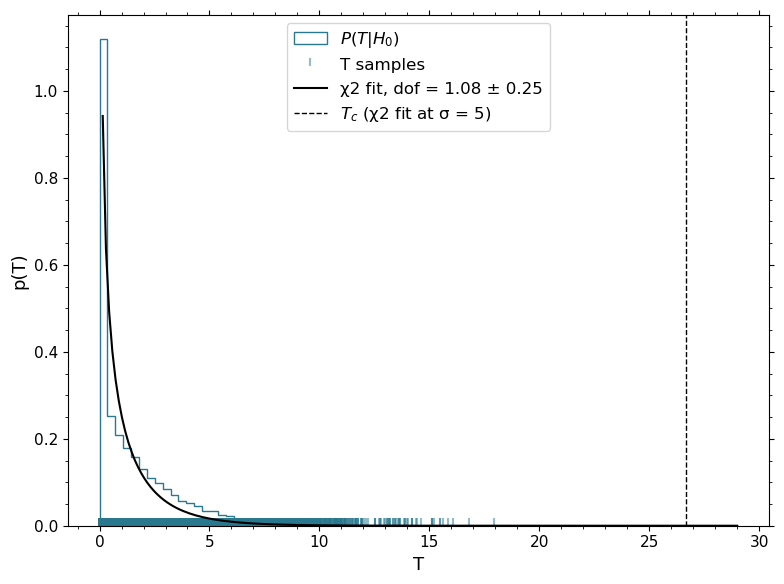 P(T|H₀)
T samples
χ2 fit, dof = 1.08 ± 0.25
T_c (χ2 fit at σ = 5)
1.0
0.8
0.6
0.4
0.2
0.0
p(T)
0 5 10 15 20 25 30
T